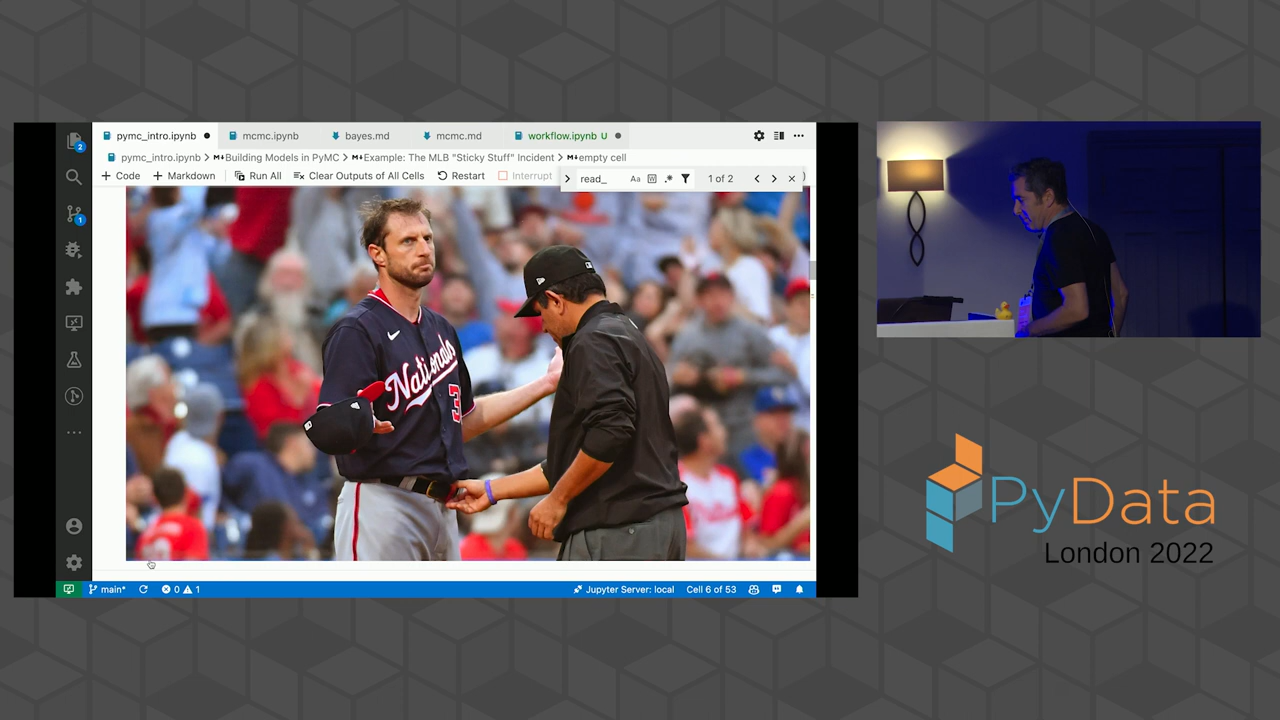 pymc_intro.ipynb
mcmc.ipynb
bayes.md
mcmc.md
workflow.ipynb U
pymc_intro.ipynb > M↓Building Models in PyMC > M↓Example: The MLB "Sticky Stuff" Incident > M↓empty cell
+ Code + Markdown Run All Clear Outputs of All Cells Restart Interrupt
read_ Aa 1 of 2
2
1
Nationals
3
main* 0 1 Jupyter Server: local Cell 6 of 53
PyData
London 2022